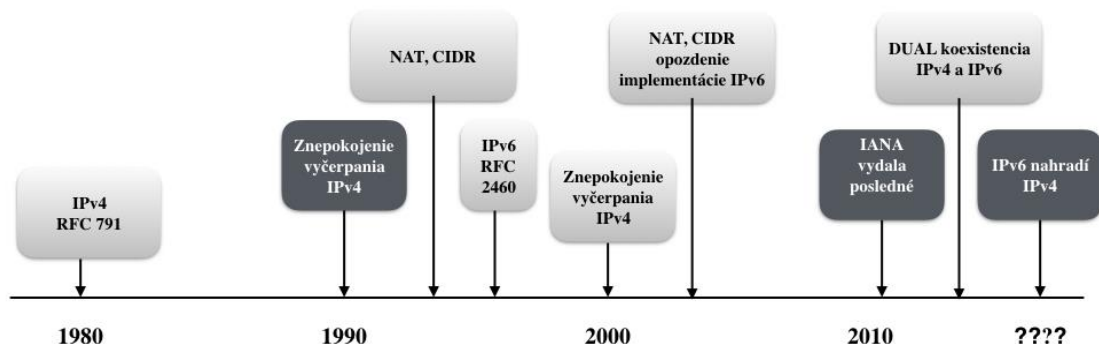 NAT, CIDR
NAT, CIDR
opozdenie
implementácie IPv6
DUAL koexistencia
IPv4 a IPv6
IPv4
RFC 791
Znepokojenie
vyčerpania
IPv4
IPv6
RFC
2460
Znepokojenie
vyčerpania
IPv4
IANA
vydala
posledné
IPv6 nahradí
IPv4
1980
1990
2000
2010
????